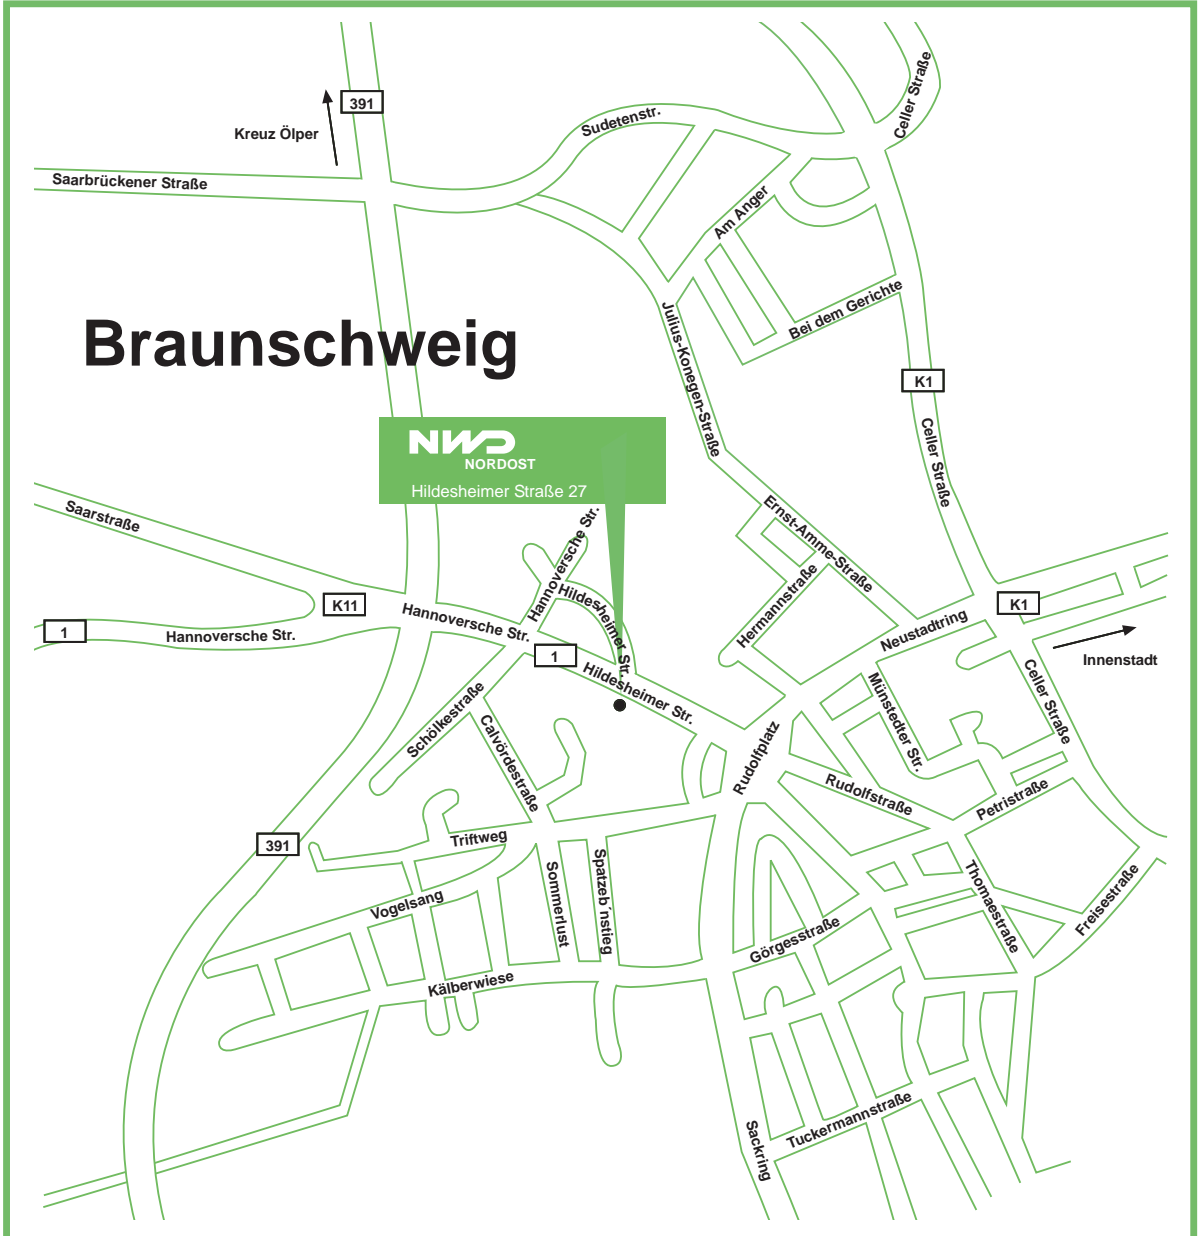 391
Kreuz Ölper
Sudetenstr.
Celler Straße
Saarbrückener Straße
Am Anger
Bei dem Gerichte
Julius-Konegen-Straße
Braunschweig
K1
Celler Straße
NWD
NORDOST
Hildesheimer Straße 27
Saarstraße
Hannoversche Str.
Ernst-Amme-Straße
Hermannstraße
Hildesheimer Str.
K11
Hannoversche Str.
K1
1
Hannoversche Str.
Neustadtring
1
Innenstadt
Hildesheimer Str.
Münstedter Str.
Celler Straße
Schölkestraße
Calvördestraße
Rudolfplatz
Rudolfstraße
Petristraße
391
Triftweg
Sommerlust
Spatzeb´nstieg
Thomaestraße
Freisestraße
Vogelsang
Görgesstraße
Kälberwiese
Tuckermannstraße
Sackring